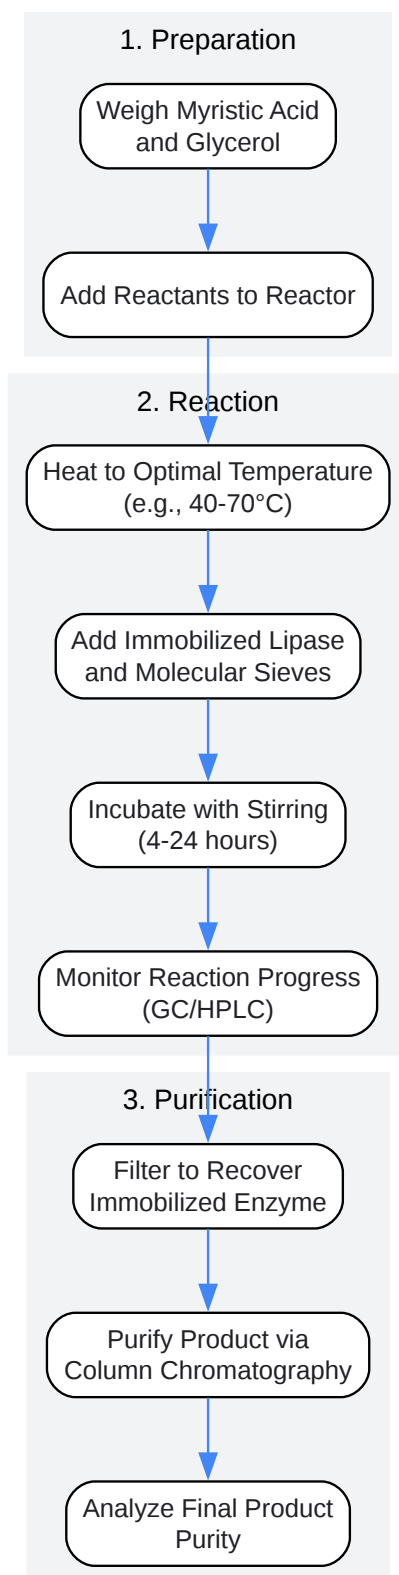 1. Preparation
Weigh Myristic Acid
and Glycerol
Add Reactants to Reactor
2. Reaction
Heat to Optimal Temperature
(e.g., 40-70°C)
Add Immobilized Lipase
and Molecular Sieves
Incubate with Stirring
(4-24 hours)
Monitor Reaction Progress
(GC/HPLC)
3. Purification
Filter to Recover
Immobilized Enzyme
Purify Product via
Column Chromatography
Analyze Final Product
Purity